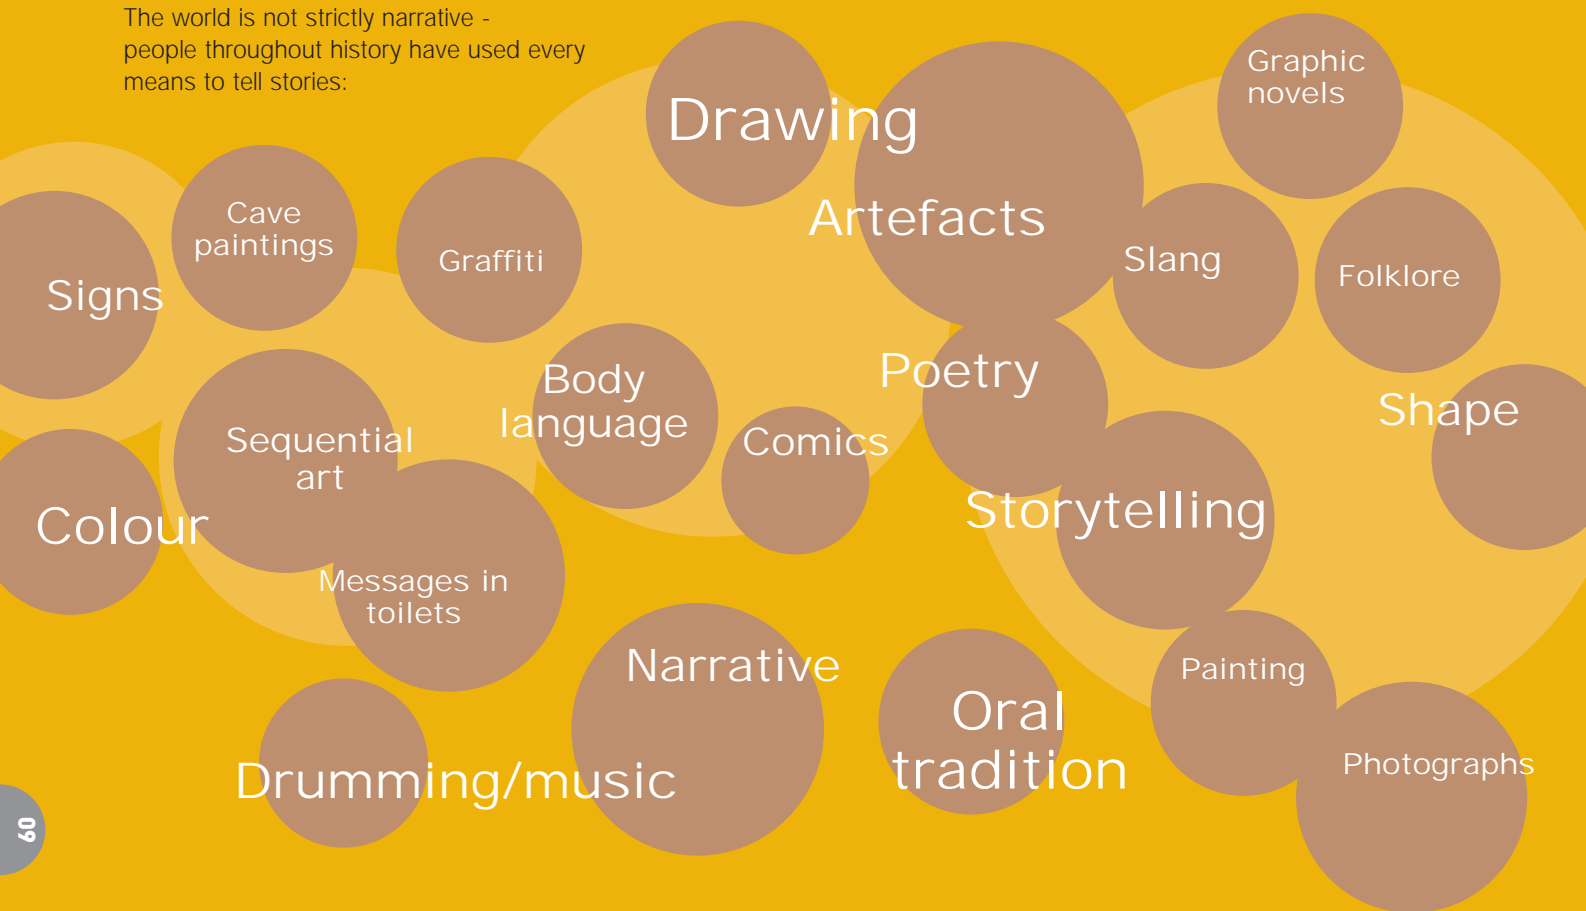 The world is not strictly narrative -
people throughout history have used every
means to tell stories:
Drawing
Graphic
novels
Cave
paintings
Graffiti
Artefacts
Slang
Folklore
Signs
Body
language
Poetry
Shape
Sequential
art
Comics
Colour
Storytelling
Messages in
toilets
Narrative
Painting
Oral
tradition
Drumming/music
Photographs
60